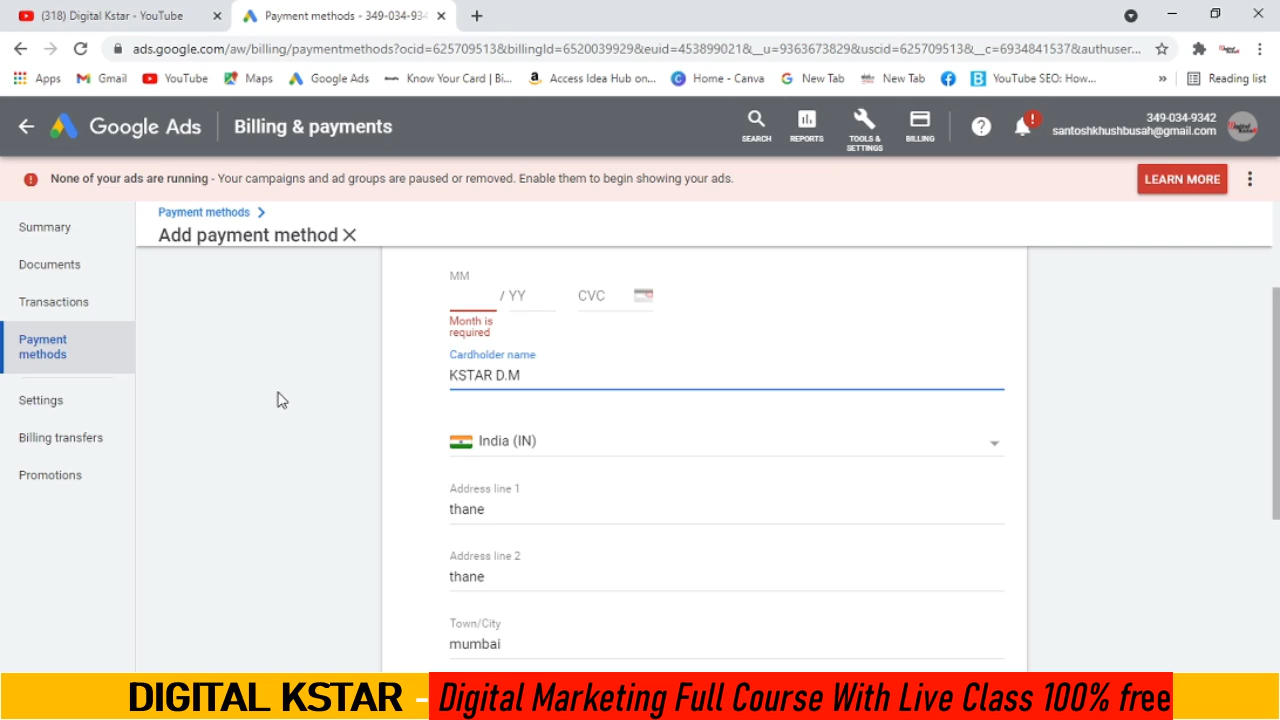 (318) Digital Kstar - YouTube
Payment methods - 349-034-934
ads.google.com/aw/billing/paymentmethods?ocid=625709513&billingId=6520039929&euid=453899021&__u=9363673829&uscid=625709513&__c=6934841537&authuser...
Apps
Gmail
YouTube
Maps
Google Ads
Know Your Card | Bi...
Access Idea Hub on...
Home - Canva
New Tab
New Tab
YouTube SEO: How...
»
Reading list
Google Ads
Billing & payments
SEARCH
REPORTS
TOOLS &
SETTINGS
BILLING
349-034-9342
santoshkhushbusah@gmail.com
None of your ads are running - Your campaigns and ad groups are paused or removed. Enable them to begin showing your ads.
LEARN MORE
Summary
Documents
Transactions
Payment
methods
Settings
Billing transfers
Promotions
Payment methods
Add payment method
MM
/ YY
CVC
Month is
required
Cardholder name
KSTAR D.M
India (IN)
Address line 1
thane
Address line 2
thane
Town/City
mumbai
DIGITAL KSTAR - Digital Marketing Full Course With Live Class 100% free